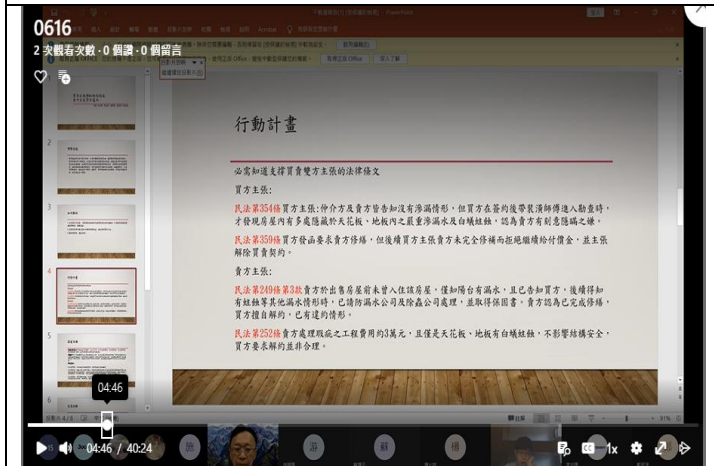 0616
2 次觀看次數 · 0 個讚 · 0 個留言
行動計畫
必需知道支撐買賣雙方主張的法律條文
買方主張:
民法第354條買方主張:仲介方及賣方皆告知沒有滲漏情形，但買方在簽約後帶裝潢師傅進入勘查時，
才發現房屋內有多處隱藏於天花板、地板內之嚴重滲漏水及白蟻蛀蝕，認為賣方有刻意隱瞞之嫌。
民法第359條買方發函要求賣方修繕，但後續買方主張賣方未完全修補而拒絕繼續給付價金，並主張
解除買賣契約。
賣方主張:
民法第249條第3款賣方於出售房屋前未曾入住該房屋，僅知陽台有漏水，且已告知買方，後續得知
有蛀蝕等其他漏水情形時，已請防漏水公司及除蟲公司處理，並取得保固書。賣方認為已完成修繕，
買方擅自解約，已有違約情形。
民法第252條賣方處理瑕疵之工程費用約3萬元，且僅是天花板、地板有白蟻蛀蝕，不影響結構安全，
買方要求解約並非合理。
1
2
3
4
5
6
04:46
04:46 / 40:24
施
游
蘇
楊
1x